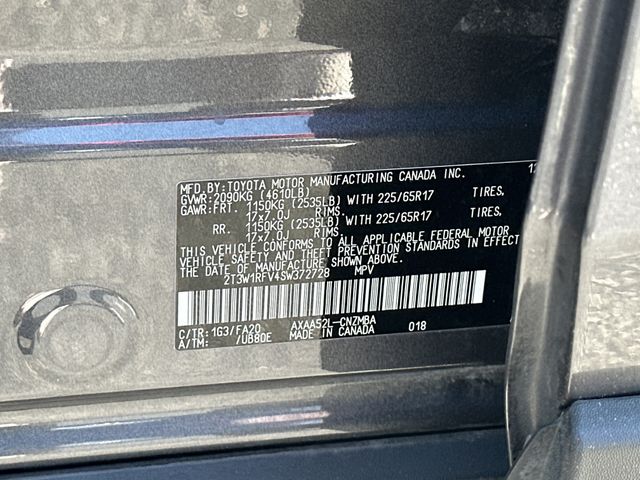 MFD.BY:TOYOTA MOTOR MANUFACTURING CANADA INC. 12
GVWR:2090KG (4610LB)
GAWR:FRT. 1150KG (2535LB) WITH 225/65R17 TIRES,
17x7.0J RIMS.
RR. 1150KG (2535LB) WITH 225/65R17 TIRES,
17x7.0J RIMS.
THIS VEHICLE CONFORMS TO ALL APPLICABLE FEDERAL MOTOR
VEHICLE SAFETY AND THEFT PREVENTION STANDARDS IN EFFECT
THE DATE OF MANUFACTURE SHOWN ABOVE.
2T3W1RFV4SW372728 MPV
C/TR: 1G3/FA20 AXAA52L-CNZMBA 018
A/TM: /UB80E MADE IN CANADA